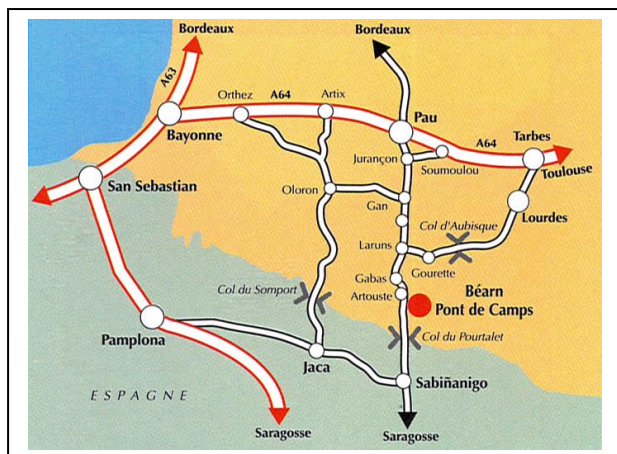 Bordeaux
Bordeaux
A63
Orthez
A64
Artix
Bayonne
Pau
A64
Tarbes
Jurançon
Soumoulou
Toulouse
San Sebastian
Oloron
Gan
Lourdes
Col d'Aubisque
Laruns
Gourette
Gabas
Col du Somport
Artouste
Béarn
Pont de Camps
Pamplona
Col du Pourtalet
Jaca
Sabiñanigo
ESPAGNE
Saragosse
Saragosse